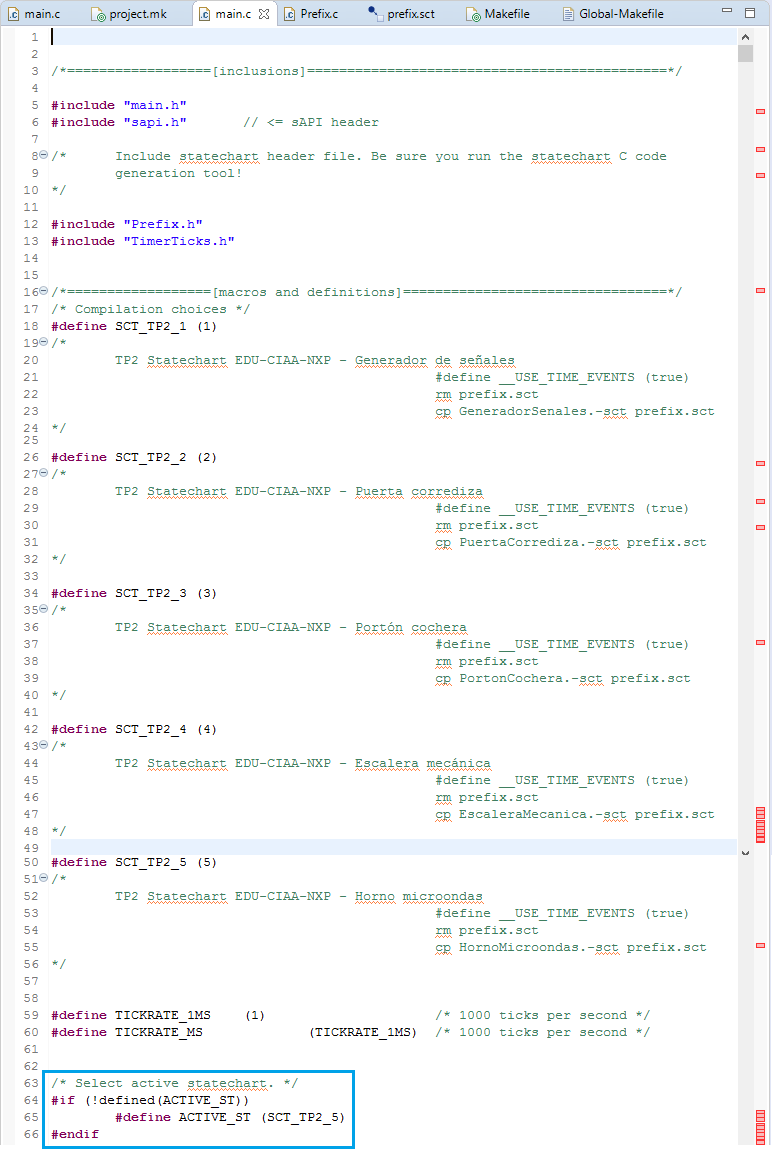 main.c project.mk main.c Prefix.c prefix.sct Makefile Global-Makefile
1
2
3 /*==================[inclusions]=============================================*/
4
5 #include "main.h"
6 #include "sapi.h" // <= sAPI header
7
8 /* Include statechart header file. Be sure you run the statechart C code
9 generation tool!
10 */
11
12 #include "Prefix.h"
13 #include "TimerTicks.h"
14
15
16 /*==================[macros and definitions]=================================*/
17 /* Compilation choices */
18 #define SCT_TP2_1 (1)
19 /*
20 TP2 Statechart EDU-CIAA-NXP - Generador de señales
21 #define __USE_TIME_EVENTS (true)
22 rm prefix.sct
23 cp GeneradorSenales.-sct prefix.sct
24 */
25
26 #define SCT_TP2_2 (2)
27 /*
28 TP2 Statechart EDU-CIAA-NXP - Puerta corrediza
29 #define __USE_TIME_EVENTS (true)
30 rm prefix.sct
31 cp PuertaCorrediza.-sct prefix.sct
32 */
33
34 #define SCT_TP2_3 (3)
35 /*
36 TP2 Statechart EDU-CIAA-NXP - Portón cochera
37 #define __USE_TIME_EVENTS (true)
38 rm prefix.sct
39 cp PortonCochera.-sct prefix.sct
40 */
41
42 #define SCT_TP2_4 (4)
43 /*
44 TP2 Statechart EDU-CIAA-NXP - Escalera mecánica
45 #define __USE_TIME_EVENTS (true)
46 rm prefix.sct
47 cp EscaleraMecanica.-sct prefix.sct
48 */
49
50 #define SCT_TP2_5 (5)
51 /*
52 TP2 Statechart EDU-CIAA-NXP - Horno microondas
53 #define __USE_TIME_EVENTS (true)
54 rm prefix.sct
55 cp HornoMicroondas.-sct prefix.sct
56 */
57
58
59 #define TICKRATE_1MS (1) /* 1000 ticks per second */
60 #define TICKRATE_MS (TICKRATE_1MS) /* 1000 ticks per second */
61
62
63 /* Select active statechart. */
64 #if (!defined(ACTIVE_ST))
65 #define ACTIVE_ST (SCT_TP2_5)
66 #endif